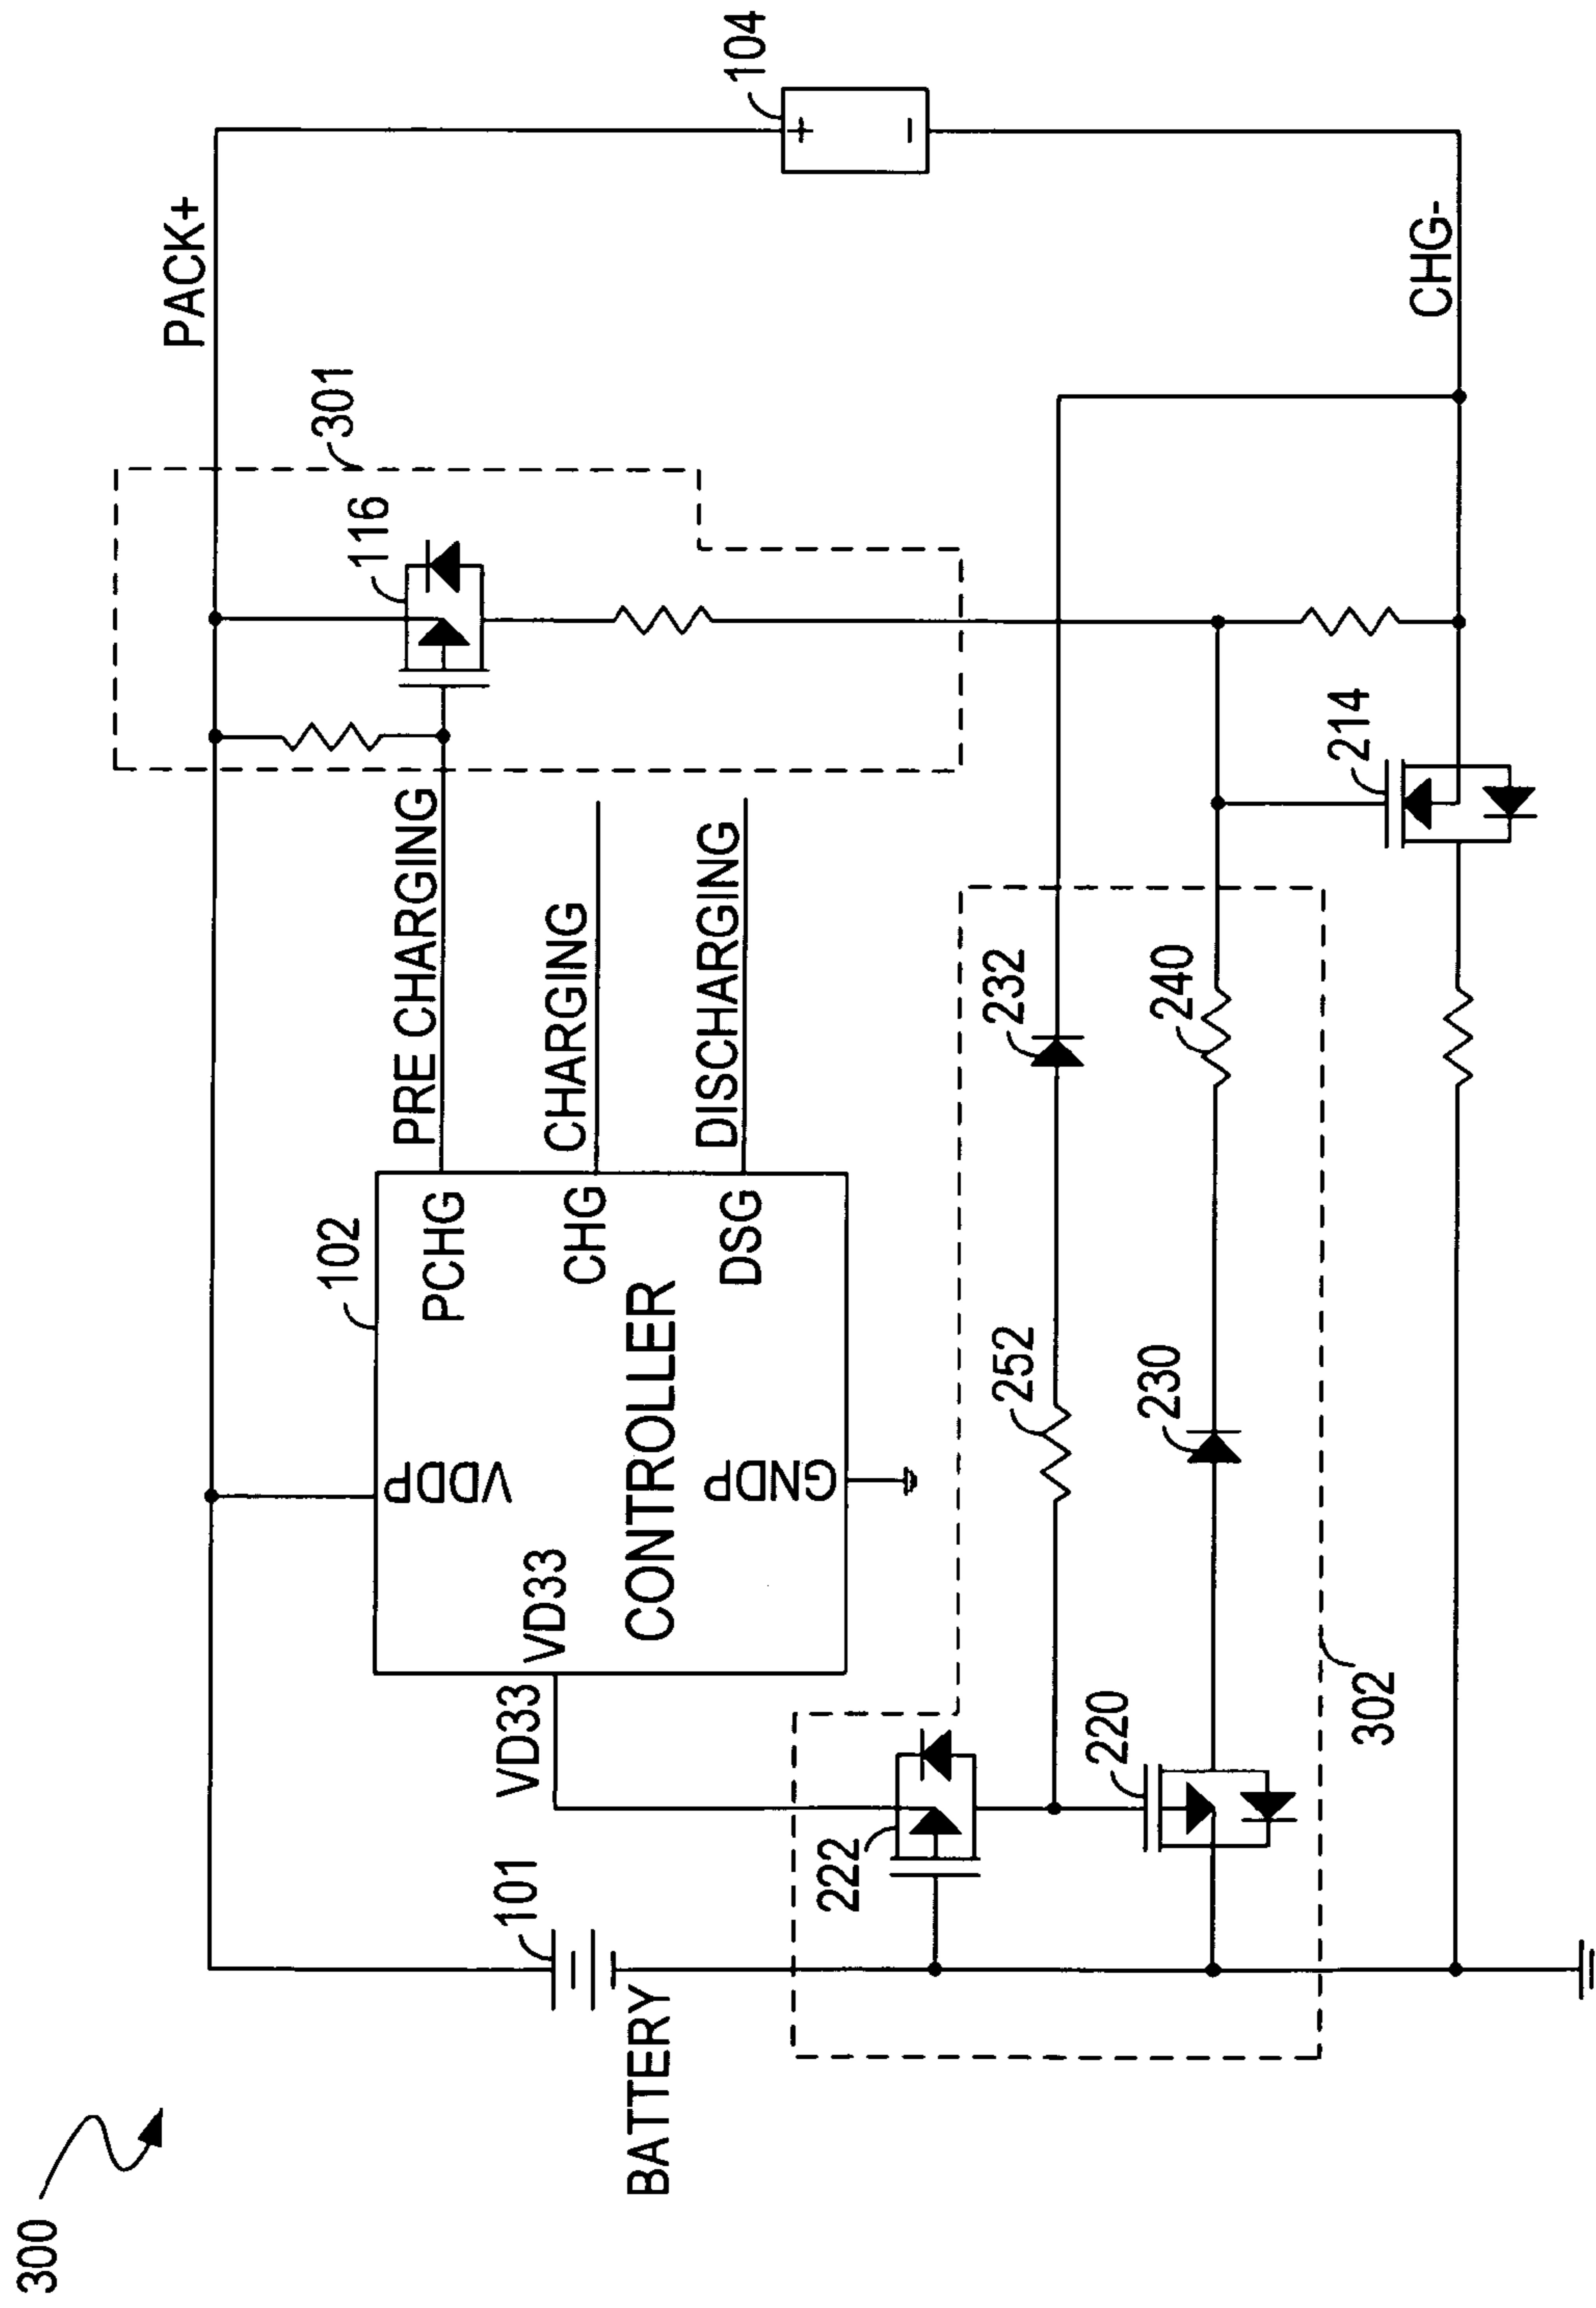 300
PACK+
301
116
104
PRE CHARGING
CHARGING
DISCHARGING
102
VDDP
PCHG
VD33
VD33
CHG
CONTROLLER
DSG
GNDP
101
BATTERY
222
252
232
220
230
240
214
302
CHG-